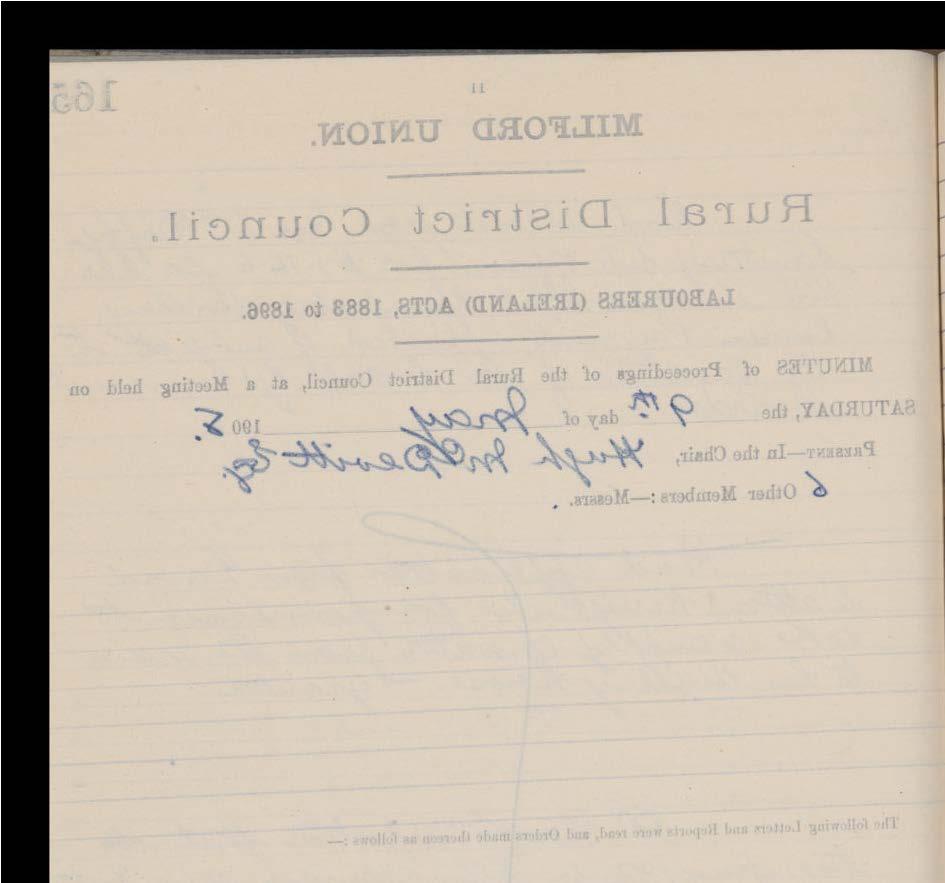 11
165
MILFORD UNION.
Rural District Council.
LABOURERS (IRELAND) ACTS, 1883 to 1896.
MINUTES of Proceedings of the Rural District Council, at a Meeting held on
SATURDAY, the 9th. day of May 1908.
PRESENT—In the Chair, Hugh McDevitt Esq.
6 Other Members:—Messrs.
The Following Letters and Reports were read, and Orders made thereon as follows:—